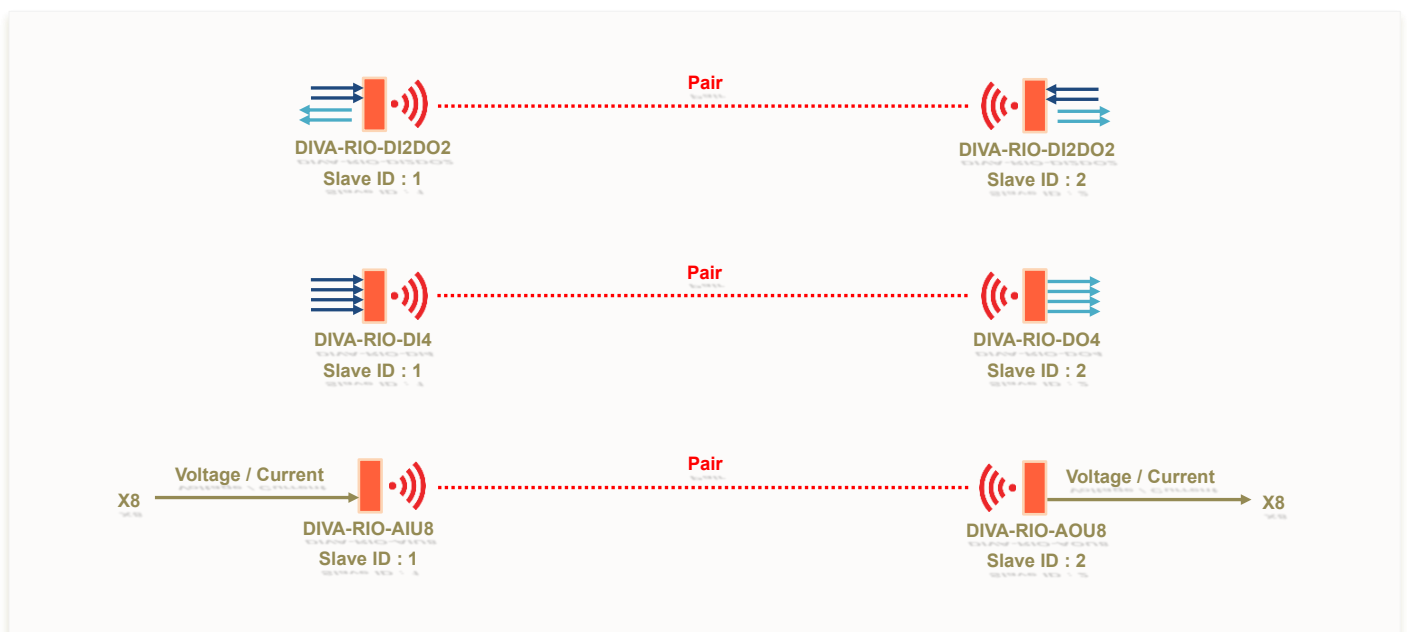 Pair
DIVA-RIO-DI2DO2
Slave ID : 1
DIVA-RIO-DI2DO2
Slave ID : 2
Pair
DIVA-RIO-DI4
Slave ID : 1
DIVA-RIO-DO4
Slave ID : 2
Pair
X8
Voltage / Current
DIVA-RIO-AIU8
Slave ID : 1
Voltage / Current
X8
DIVA-RIO-AOU8
Slave ID : 2